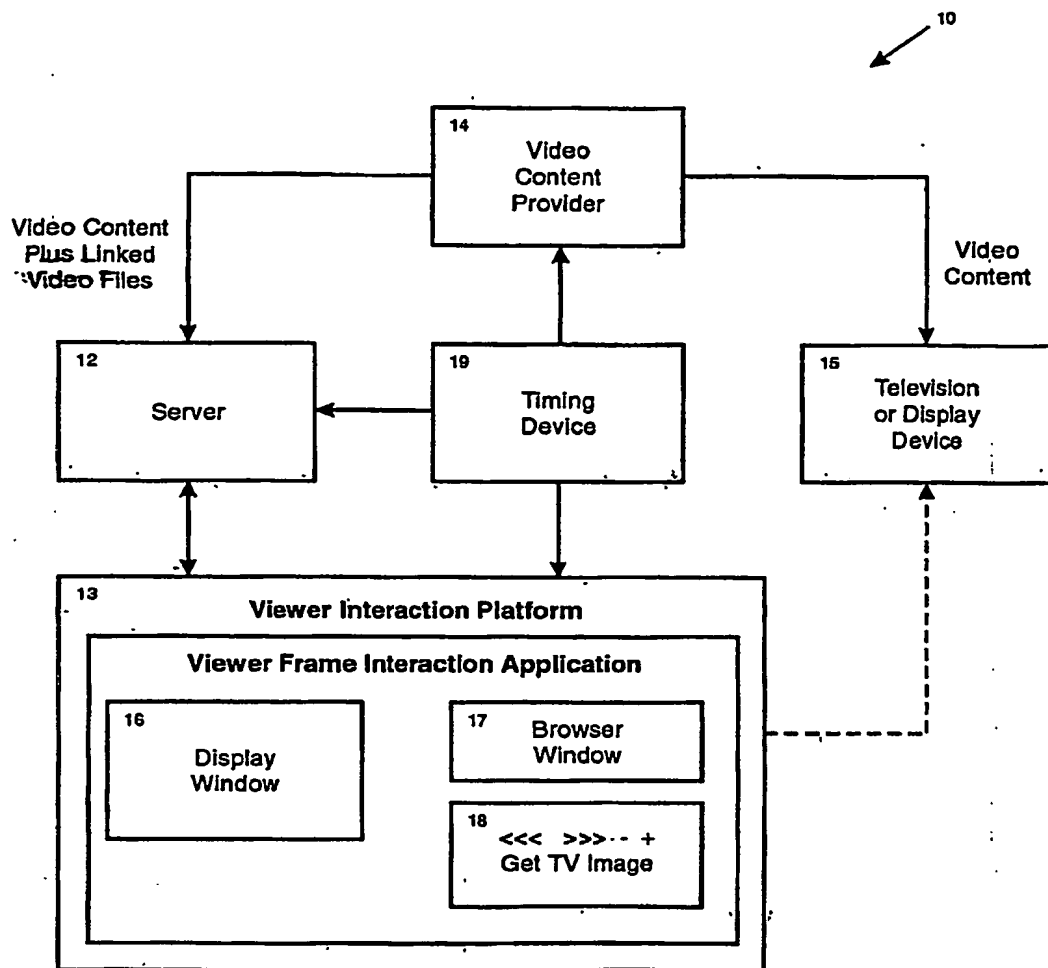 10
14
Video
Content
Provider
Video Content
Plus Linked
Video Files
Video
Content
12
Server
19
Timing
Device
15
Television
or Display
Device
13
Viewer Interaction Platform
Viewer Frame Interaction Application
16
Display
Window
17
Browser
Window
18
<<< >>> -- +
Get TV Image